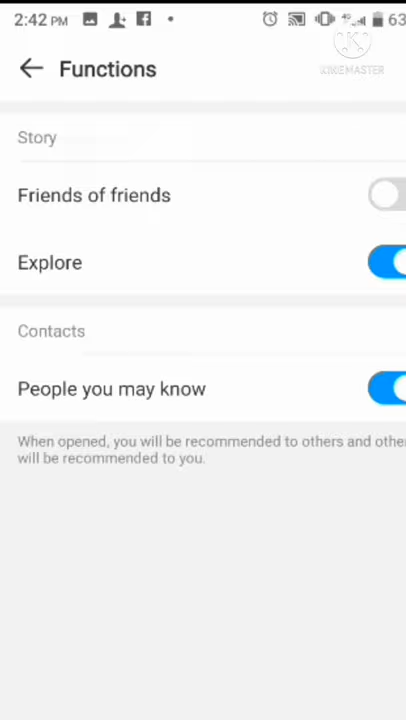 2:42 PM 63
Functions
KINEMASTER
Story
Friends of friends
Explore
Contacts
People you may know
When opened, you will be recommended to others and othe
will be recommended to you.